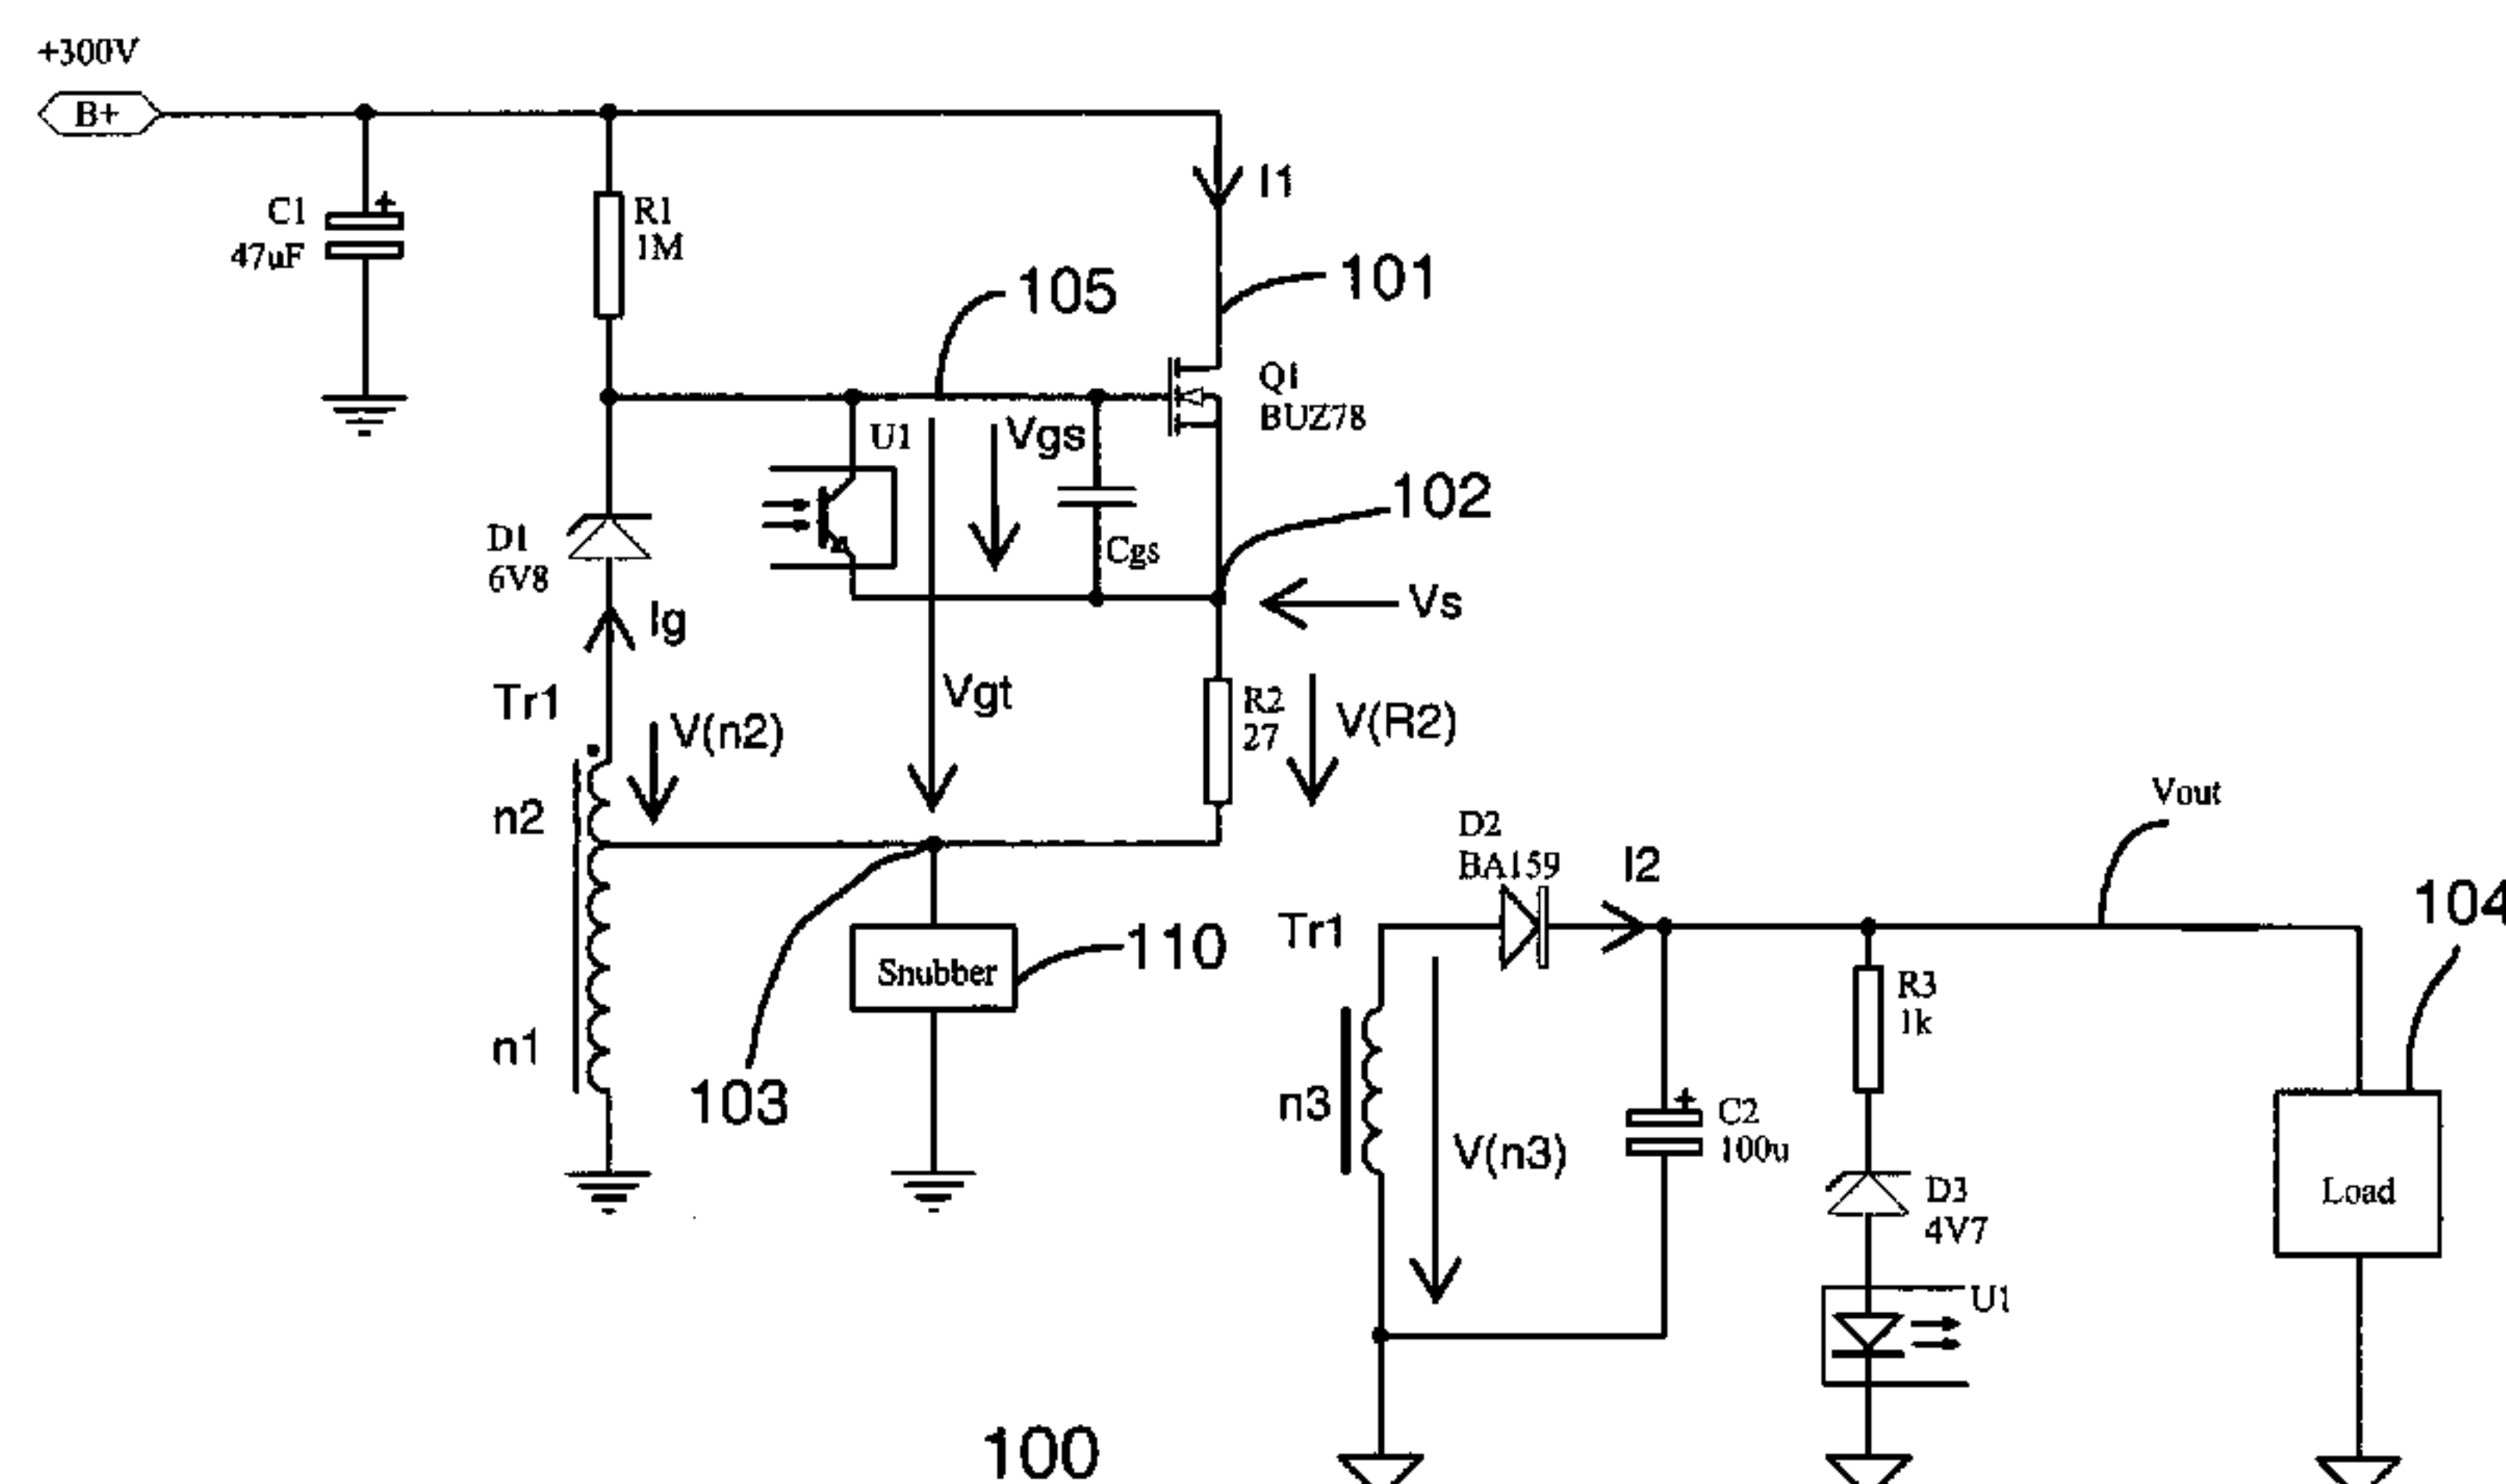 +300V
B+
I1
C1
47uF
R1
1M
105
101
Q1
BUZ78
U1
Vgs
102
D1
6V8
Cgs
Vs
Ig
Tr1
V(n2)
Vgt
R2
27
V(R2)
n2
Vout
D2
BA159
I2
104
Tr1
110
Snubber
R3
1k
n1
103
n3
V(n3)
C2
100u
D3
4V7
Load
U1
100